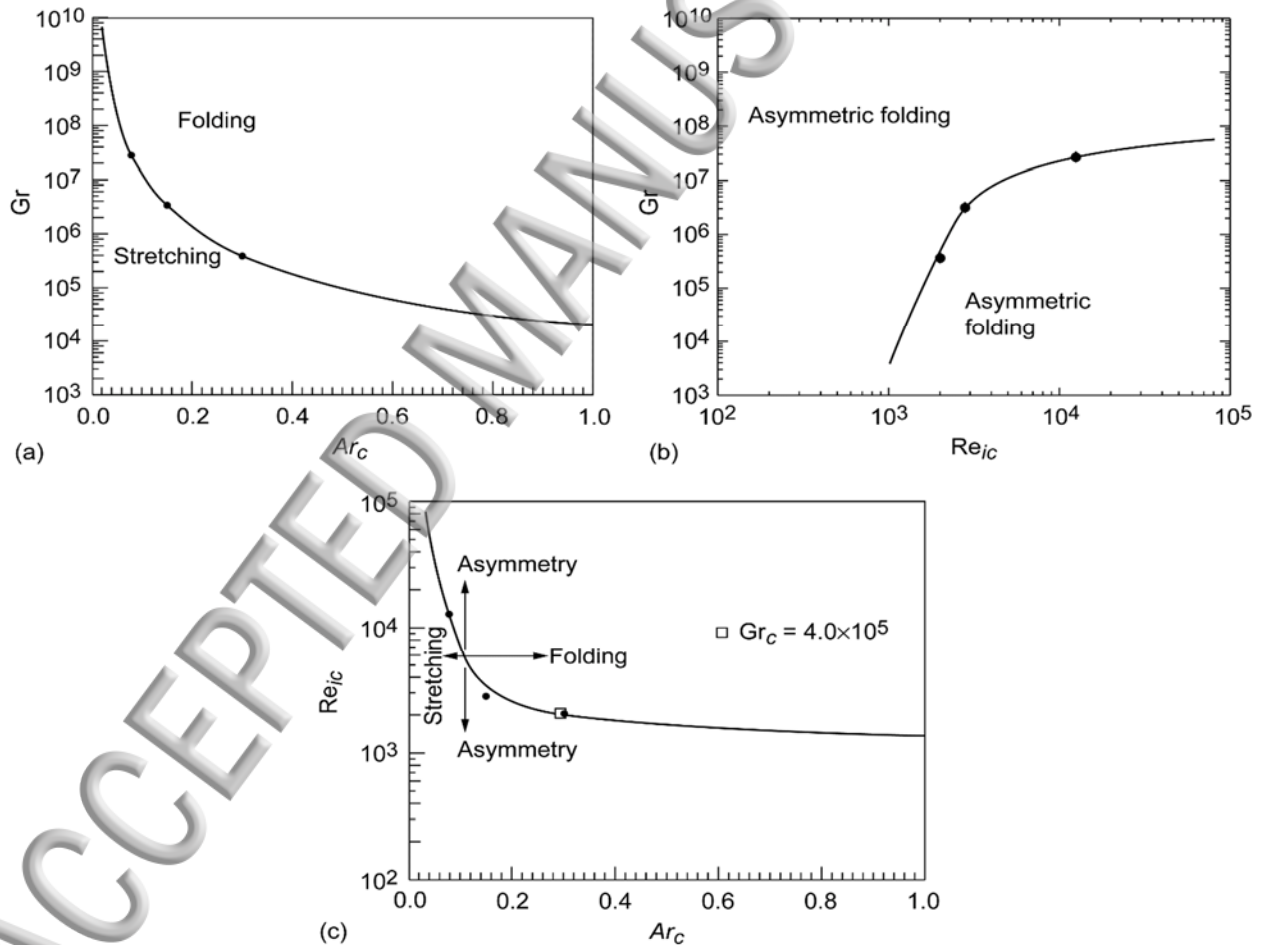 10^10
10^9
10^8
10^7
10^6
10^5
10^4
10^3
Gr
Folding
Stretching
0.0 0.2 0.4 0.6 0.8 1.0
(a)
Ar_c
10^10
10^9
10^8
10^7
10^6
10^5
10^4
10^3
Gr
Asymmetric folding
Asymmetric
folding
10^2 10^3 10^4 10^5
(b)
Re_ic
10^5
10^4
10^3
10^2
Re_ic
Asymmetry
Stretching
Folding
Asymmetry
□ Gr_c = 4.0×10^5
0.0 0.2 0.4 0.6 0.8 1.0
(c)
Ar_c
ACCEPTED MANUS